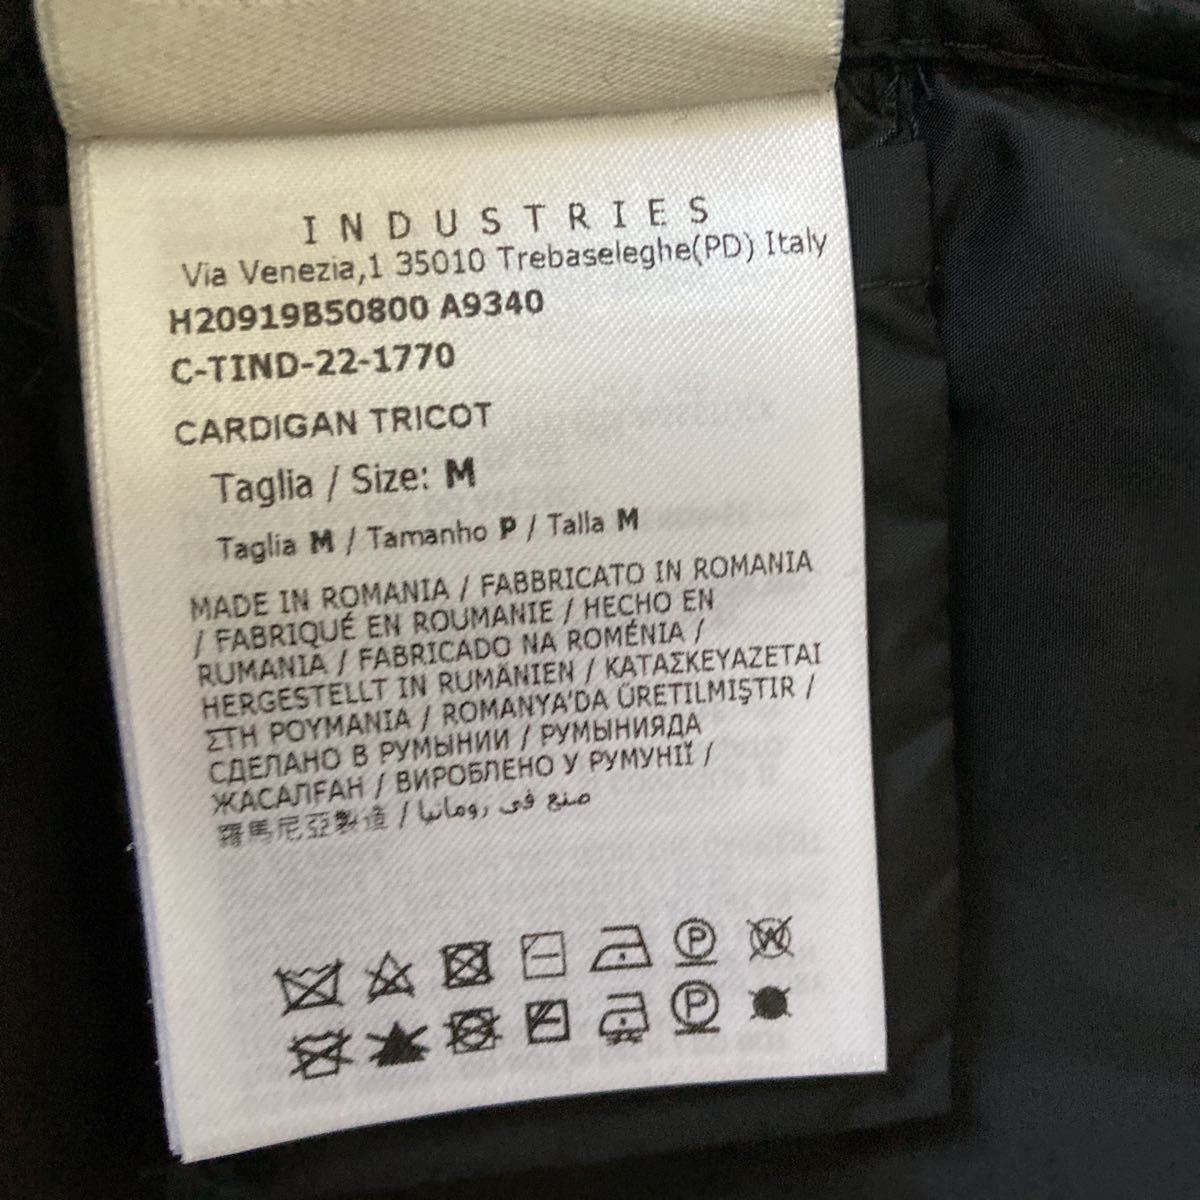 INDUSTRIES
Via Venezia,1 35010 Trebaseleghe(PD) Italy
H20919B50800 A9340
C-TIND-22-1770
CARDIGAN TRICOT
Taglia / Size: M
Taglia M / Tamanho P / Talla M
MADE IN ROMANIA / FABBRICATO IN ROMANIA
/ FABRIQUÉ EN ROUMANIE / HECHO EN
RUMANIA / FABRICADO NA ROMÉNIA /
HERGESTELLT IN RUMÄNIEN / ΚΑΤΑΣΚΕΥΑΖΕΤΑΙ
ΣΤΗ ΡΟΥΜΑΝΙΑ / ROMANYA'DA ÜRETILMIŞTIR /
СДЕЛАНО В РУМЫНИИ / РУМЫНИЯДА
ЖАСАЛҒАН / ВИРОБЛЕНО У РУМУНІЇ /
羅馬尼亞製造 / صنع في رومانيا
P W
P